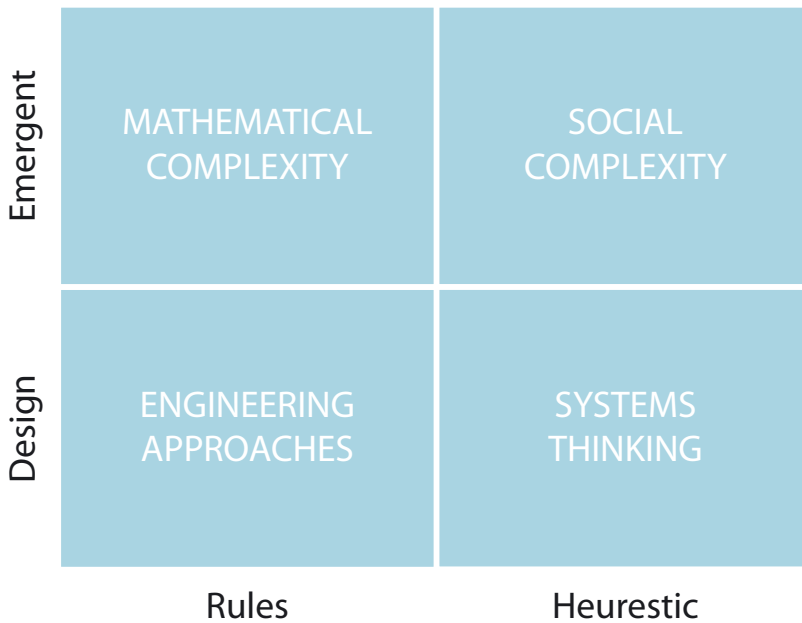 Emergent
MATHEMATICAL
COMPLEXITY
SOCIAL
COMPLEXITY
Design
ENGINEERING
APPROACHES
SYSTEMS
THINKING
Rules
Heurestic